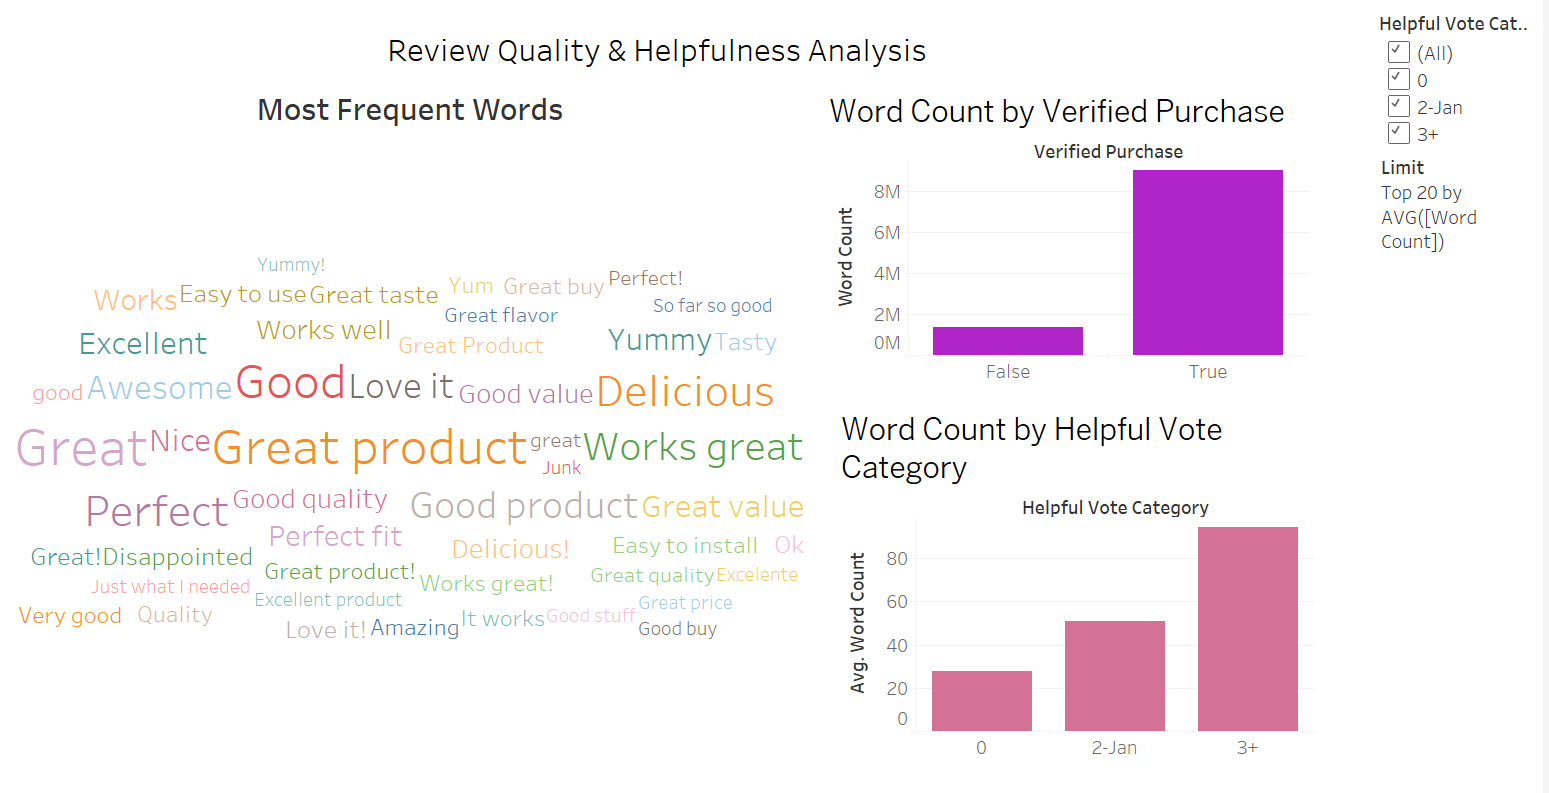 Review Quality & Helpfulness Analysis
Most Frequent Words
Yummy!
Works Easy to use Great taste Yum Great buy Perfect!
So far so good
Great flavor
Excellent Works well Great Product Yummy Tasty
good Awesome Good Love it Good value Delicious
Great Nice Great product great Works great
Junk
Perfect Good quality Good product Great value
Perfect fit
Great! Disappointed Delicious! Easy to install Ok
Just what I needed Great product! Works great! Great quality Excelente
Excellent product Great price
Very good Quality Love it! Amazing It works Good stuff Good buy
Word Count by Verified Purchase
Verified Purchase
Word Count
8M
6M
4M
2M
0M
False True
Word Count by Helpful Vote
Category
Helpful Vote Category
Avg. Word Count
80
60
40
20
0
0 2-Jan 3+
Helpful Vote Cat..
(All)
0
2-Jan
3+
Limit
Top 20 by
AVG([Word
Count])